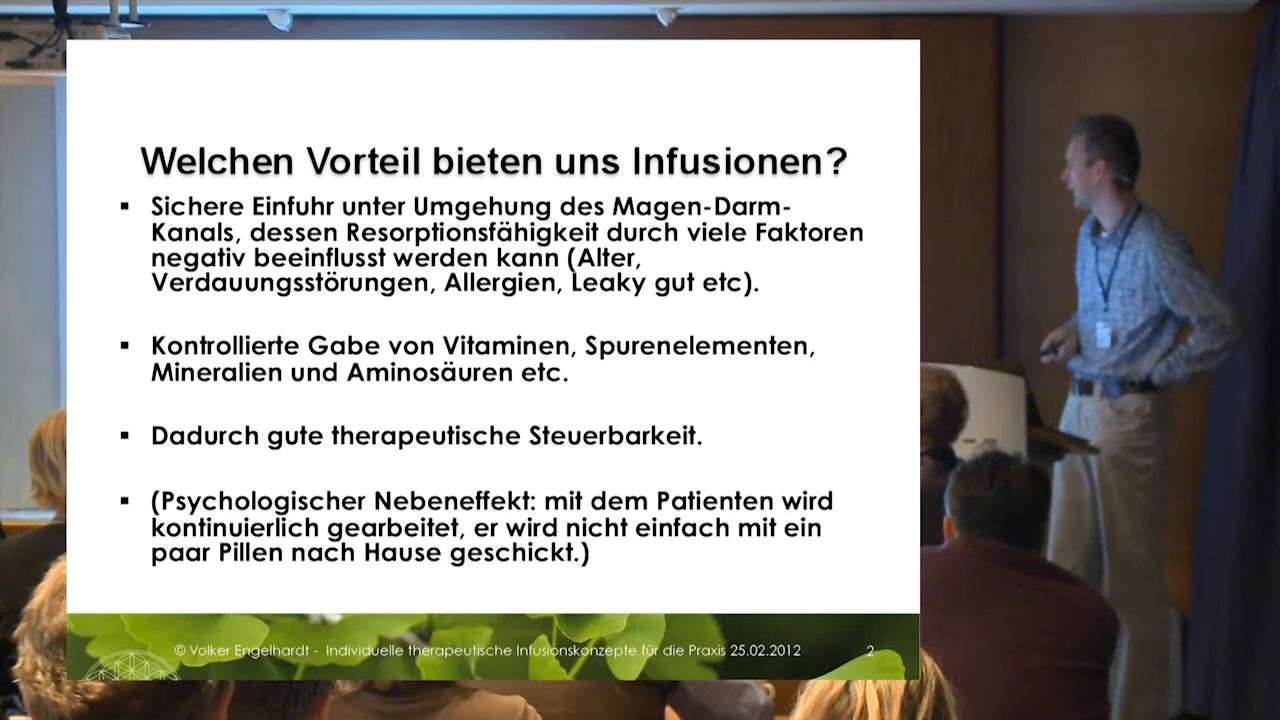 Welchen Vorteil bieten uns Infusionen?
▪ Sichere Einfuhr unter Umgehung des Magen-Darm-
Kanals, dessen Resorptionsfähigkeit durch viele Faktoren
negativ beeinflusst werden kann (Alter,
Verdauungsstörungen, Allergien, Leaky gut etc).
▪ Kontrollierte Gabe von Vitaminen, Spurenelementen,
Mineralien und Aminosäuren etc.
▪ Dadurch gute therapeutische Steuerbarkeit.
▪ (Psychologischer Nebeneffekt: mit dem Patienten wird
kontinuierlich gearbeitet, er wird nicht einfach mit ein
paar Pillen nach Hause geschickt.)
© Volker Engelhardt - Individuelle therapeutische Infusionskonzepte für die Praxis 25.02.2012 2